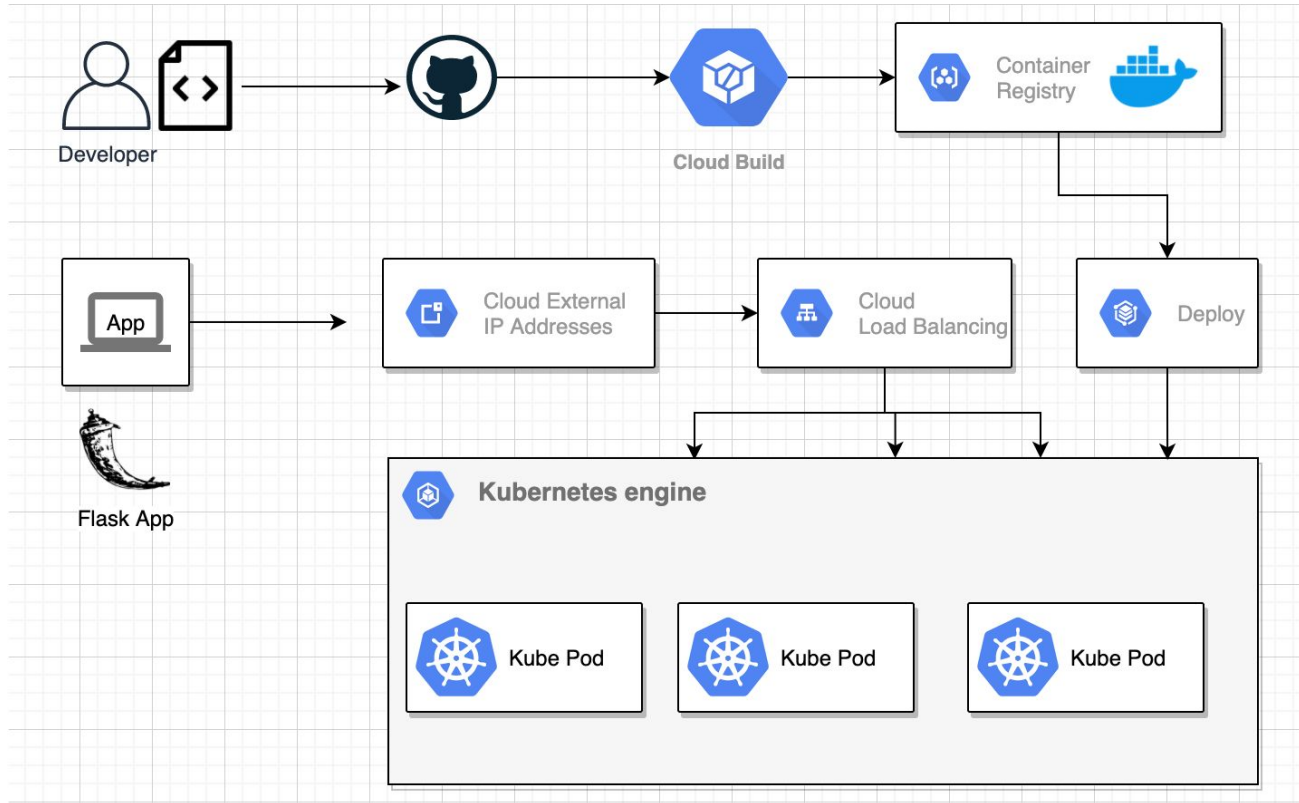 Developer
Cloud Build
Container
Registry
App
Flask App
Cloud External
IP Addresses
Cloud
Load Balancing
Deploy
Kubernetes engine
Kube Pod
Kube Pod
Kube Pod